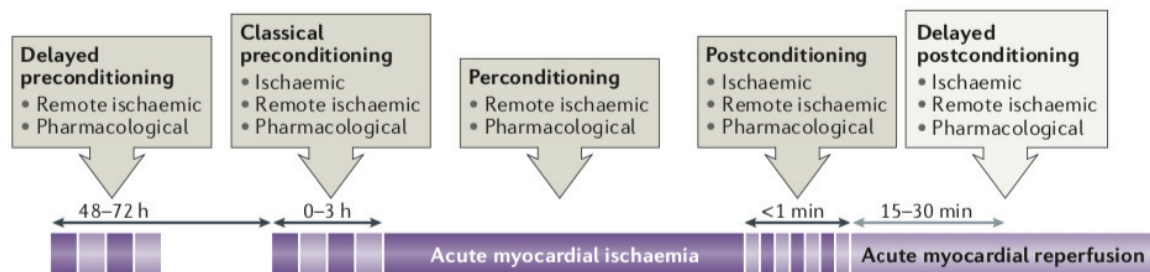 Delayed
preconditioning
• Remote ischaemic
• Pharmacological
Classical
preconditioning
• Ischaemic
• Remote ischaemic
• Pharmacological
Perconditioning
• Remote ischaemic
Postconditioning
• Ischaemic
• Remote ischaemic
• Pharmacological
Delayed
postconditioning
• Ischaemic
• Remote ischaemic
• Pharmacological
48–72 h
0–3 h
<1 min
15–30 min
Acute myocardial ischaemia
Acute myocardial reperfusion